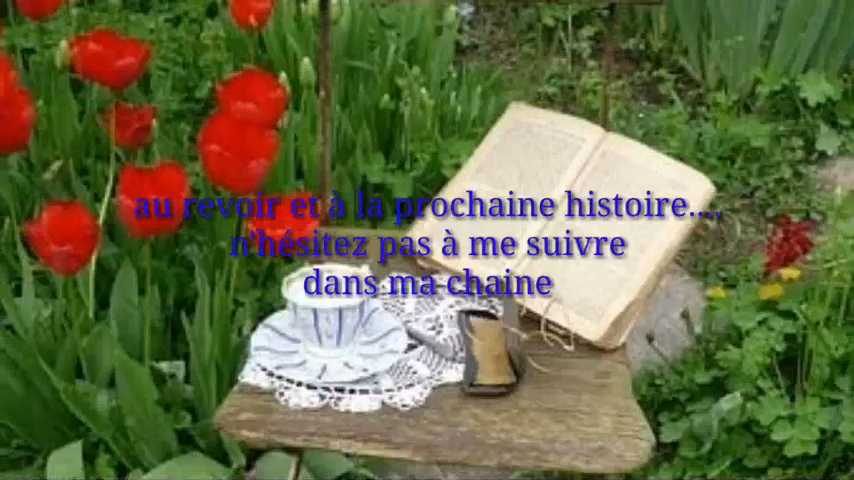 au revoir et à la prochaine histoire....
n'hésitez pas à me suivre
dans ma chaine